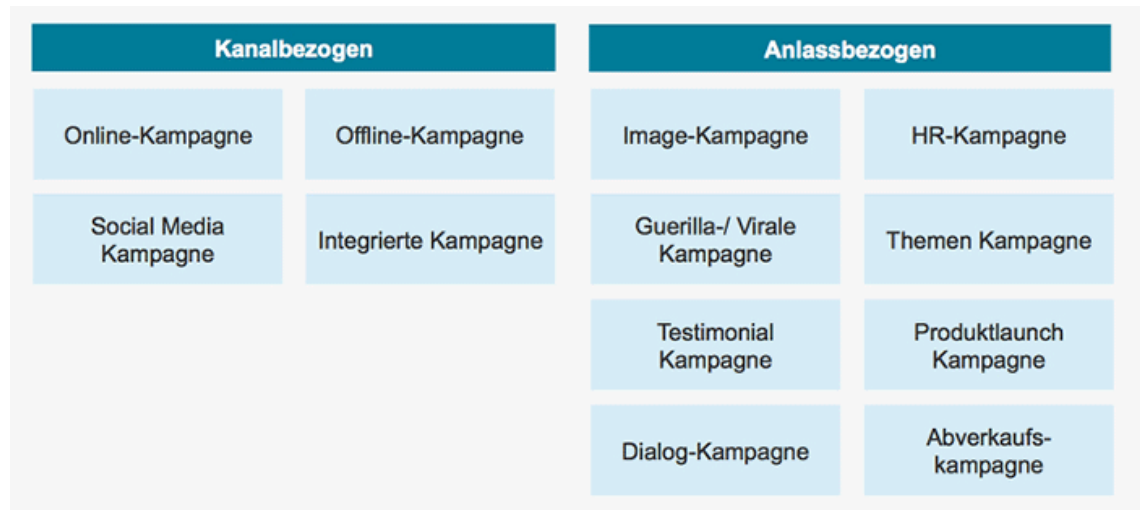 Kanalbezogen
Online-Kampagne
Offline-Kampagne
Social Media
Kampagne
Integrierte Kampagne
Anlassbezogen
Image-Kampagne
HR-Kampagne
Guerilla-/ Virale
Kampagne
Themen Kampagne
Testimonial
Kampagne
Produktlaunch
Kampagne
Dialog-Kampagne
Abverkaufs-
kampagne